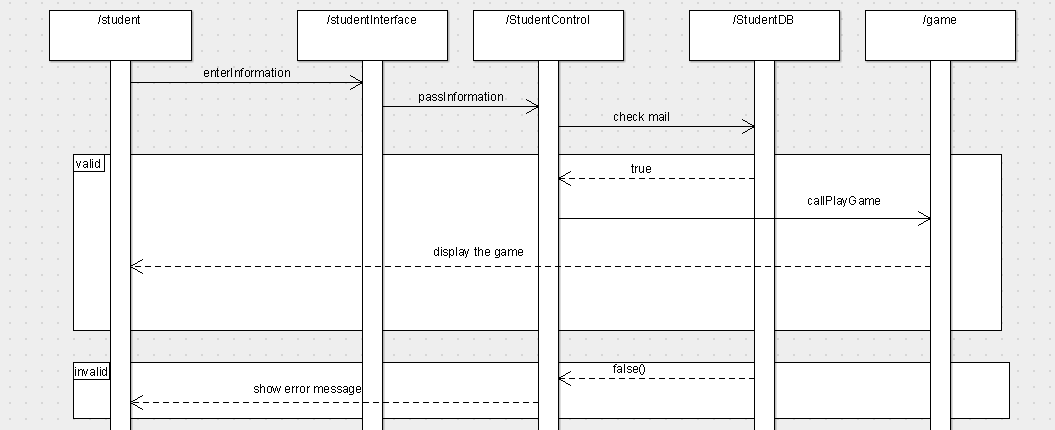 /student
/studentInterface
/StudentControl
/StudentDB
/game
enterInformation
passInformation
check mail
valid
true
callPlayGame
display the game
invalid
false()
show error message